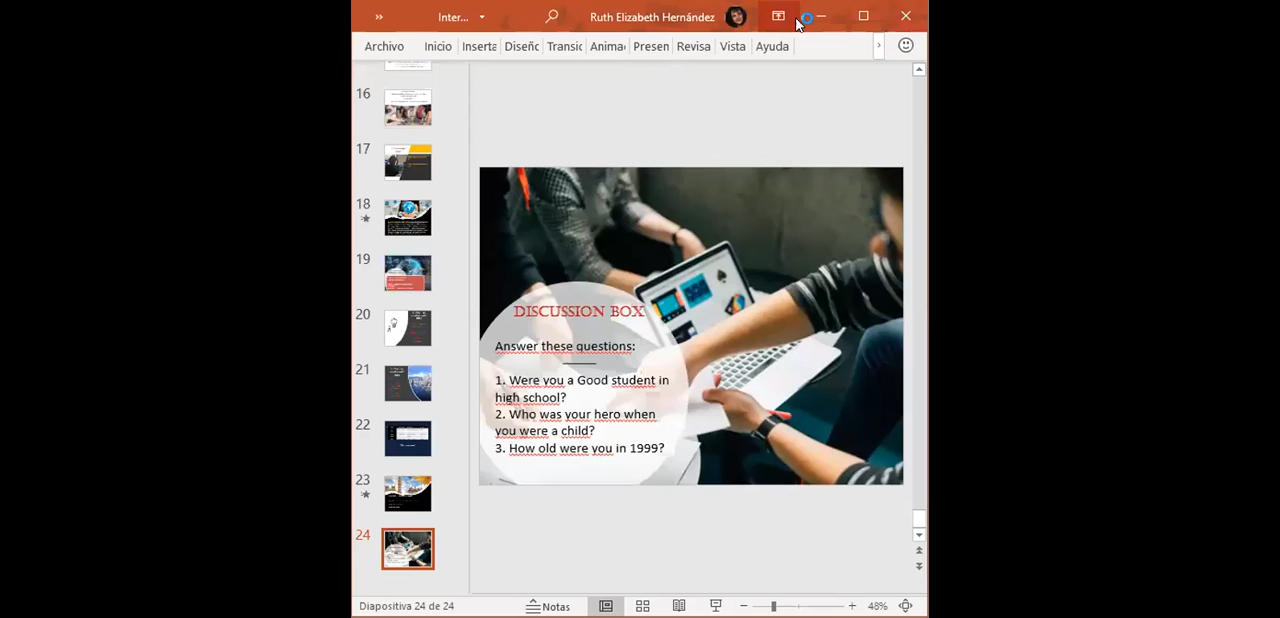 Inter...
Ruth Elizabeth Hernández
Archivo Inicio Inserta Diseño Transic Animac Presen Revisa Vista Ayuda
16
17
18
19
20
21
22
23
24
DISCUSSION BOX
Answer these questions:
1. Were you a Good student in
high school?
2. Who was your hero when
you were a child?
3. How old were you in 1999?
Diapositiva 24 de 24
Notas
48%